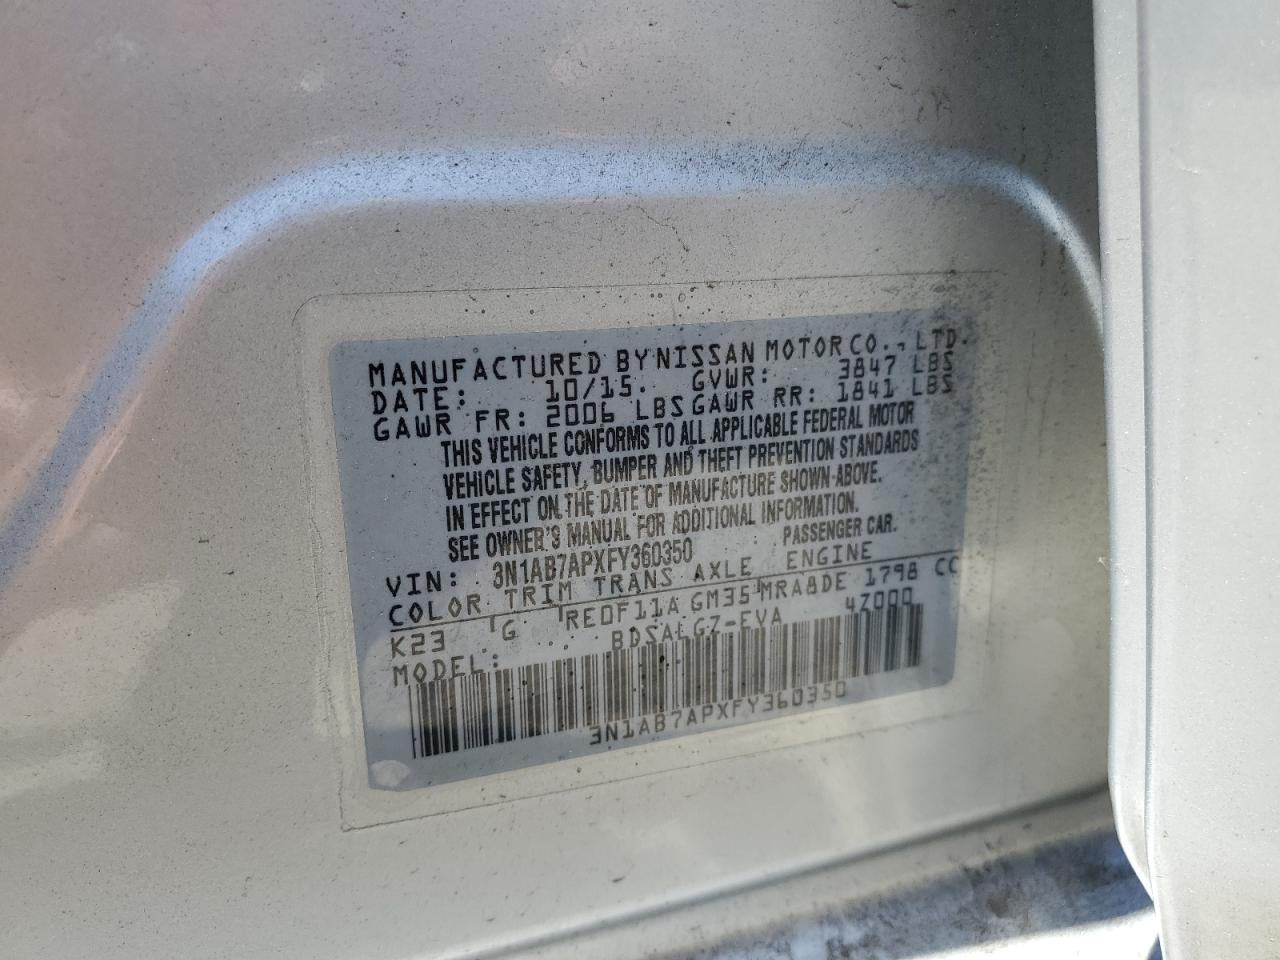 MANUFACTURED BY NISSAN MOTOR CO., LTD.
DATE: 10/15. GVWR: 3847 LBS
GAWR FR: 2006 LBS GAWR RR: 1841 LBS
THIS VEHICLE CONFORMS TO ALL APPLICABLE FEDERAL MOTOR
VEHICLE SAFETY, BUMPER AND THEFT PREVENTION STANDARDS
IN EFFECT ON THE DATE OF MANUFACTURE SHOWN ABOVE.
SEE OWNER'S MANUAL FOR ADDITIONAL INFORMATION.
VIN: 3N1AB7APXFY360350 PASSENGER CAR.
COLOR TRIM TRANS AXLE ENGINE
K23 G RE0F11A GM35 MRA8DE 1798 CC
MODEL: BDSALGZ-EVA 47000
3N1AB7APXFY360350